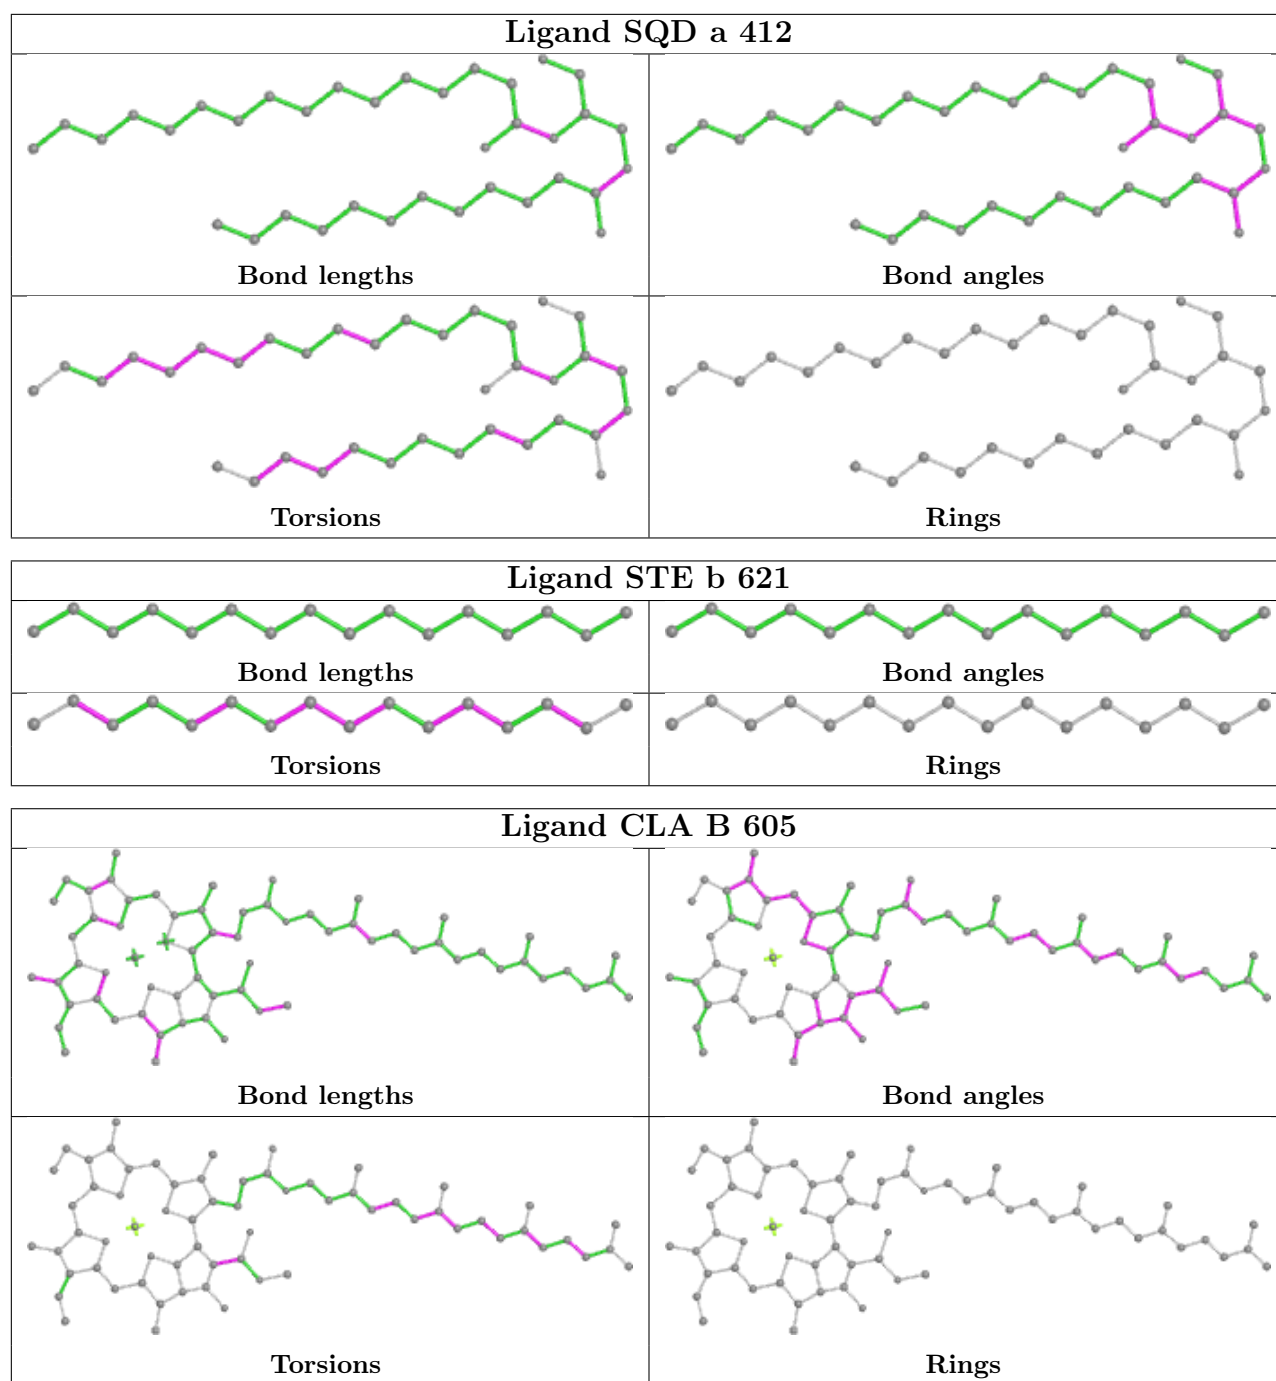 Ligand SQD a 412
Bond lengths
Bond angles
Torsions
Rings
Ligand STE b 621
Bond lengths
Bond angles
Torsions
Rings
Ligand CLA B 605
Bond lengths
Bond angles
Torsions
Rings